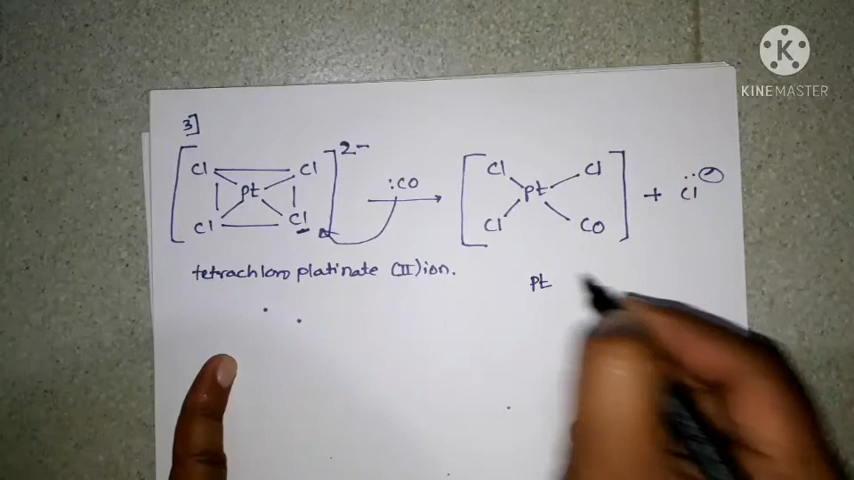 K
KINEMASTER
3]
[Cl Cl Pt Cl Cl]2-
:CO
[Cl Cl Pt Cl CO] + :Cl⊖
tetrachloro platinate (II) ion.
Pt